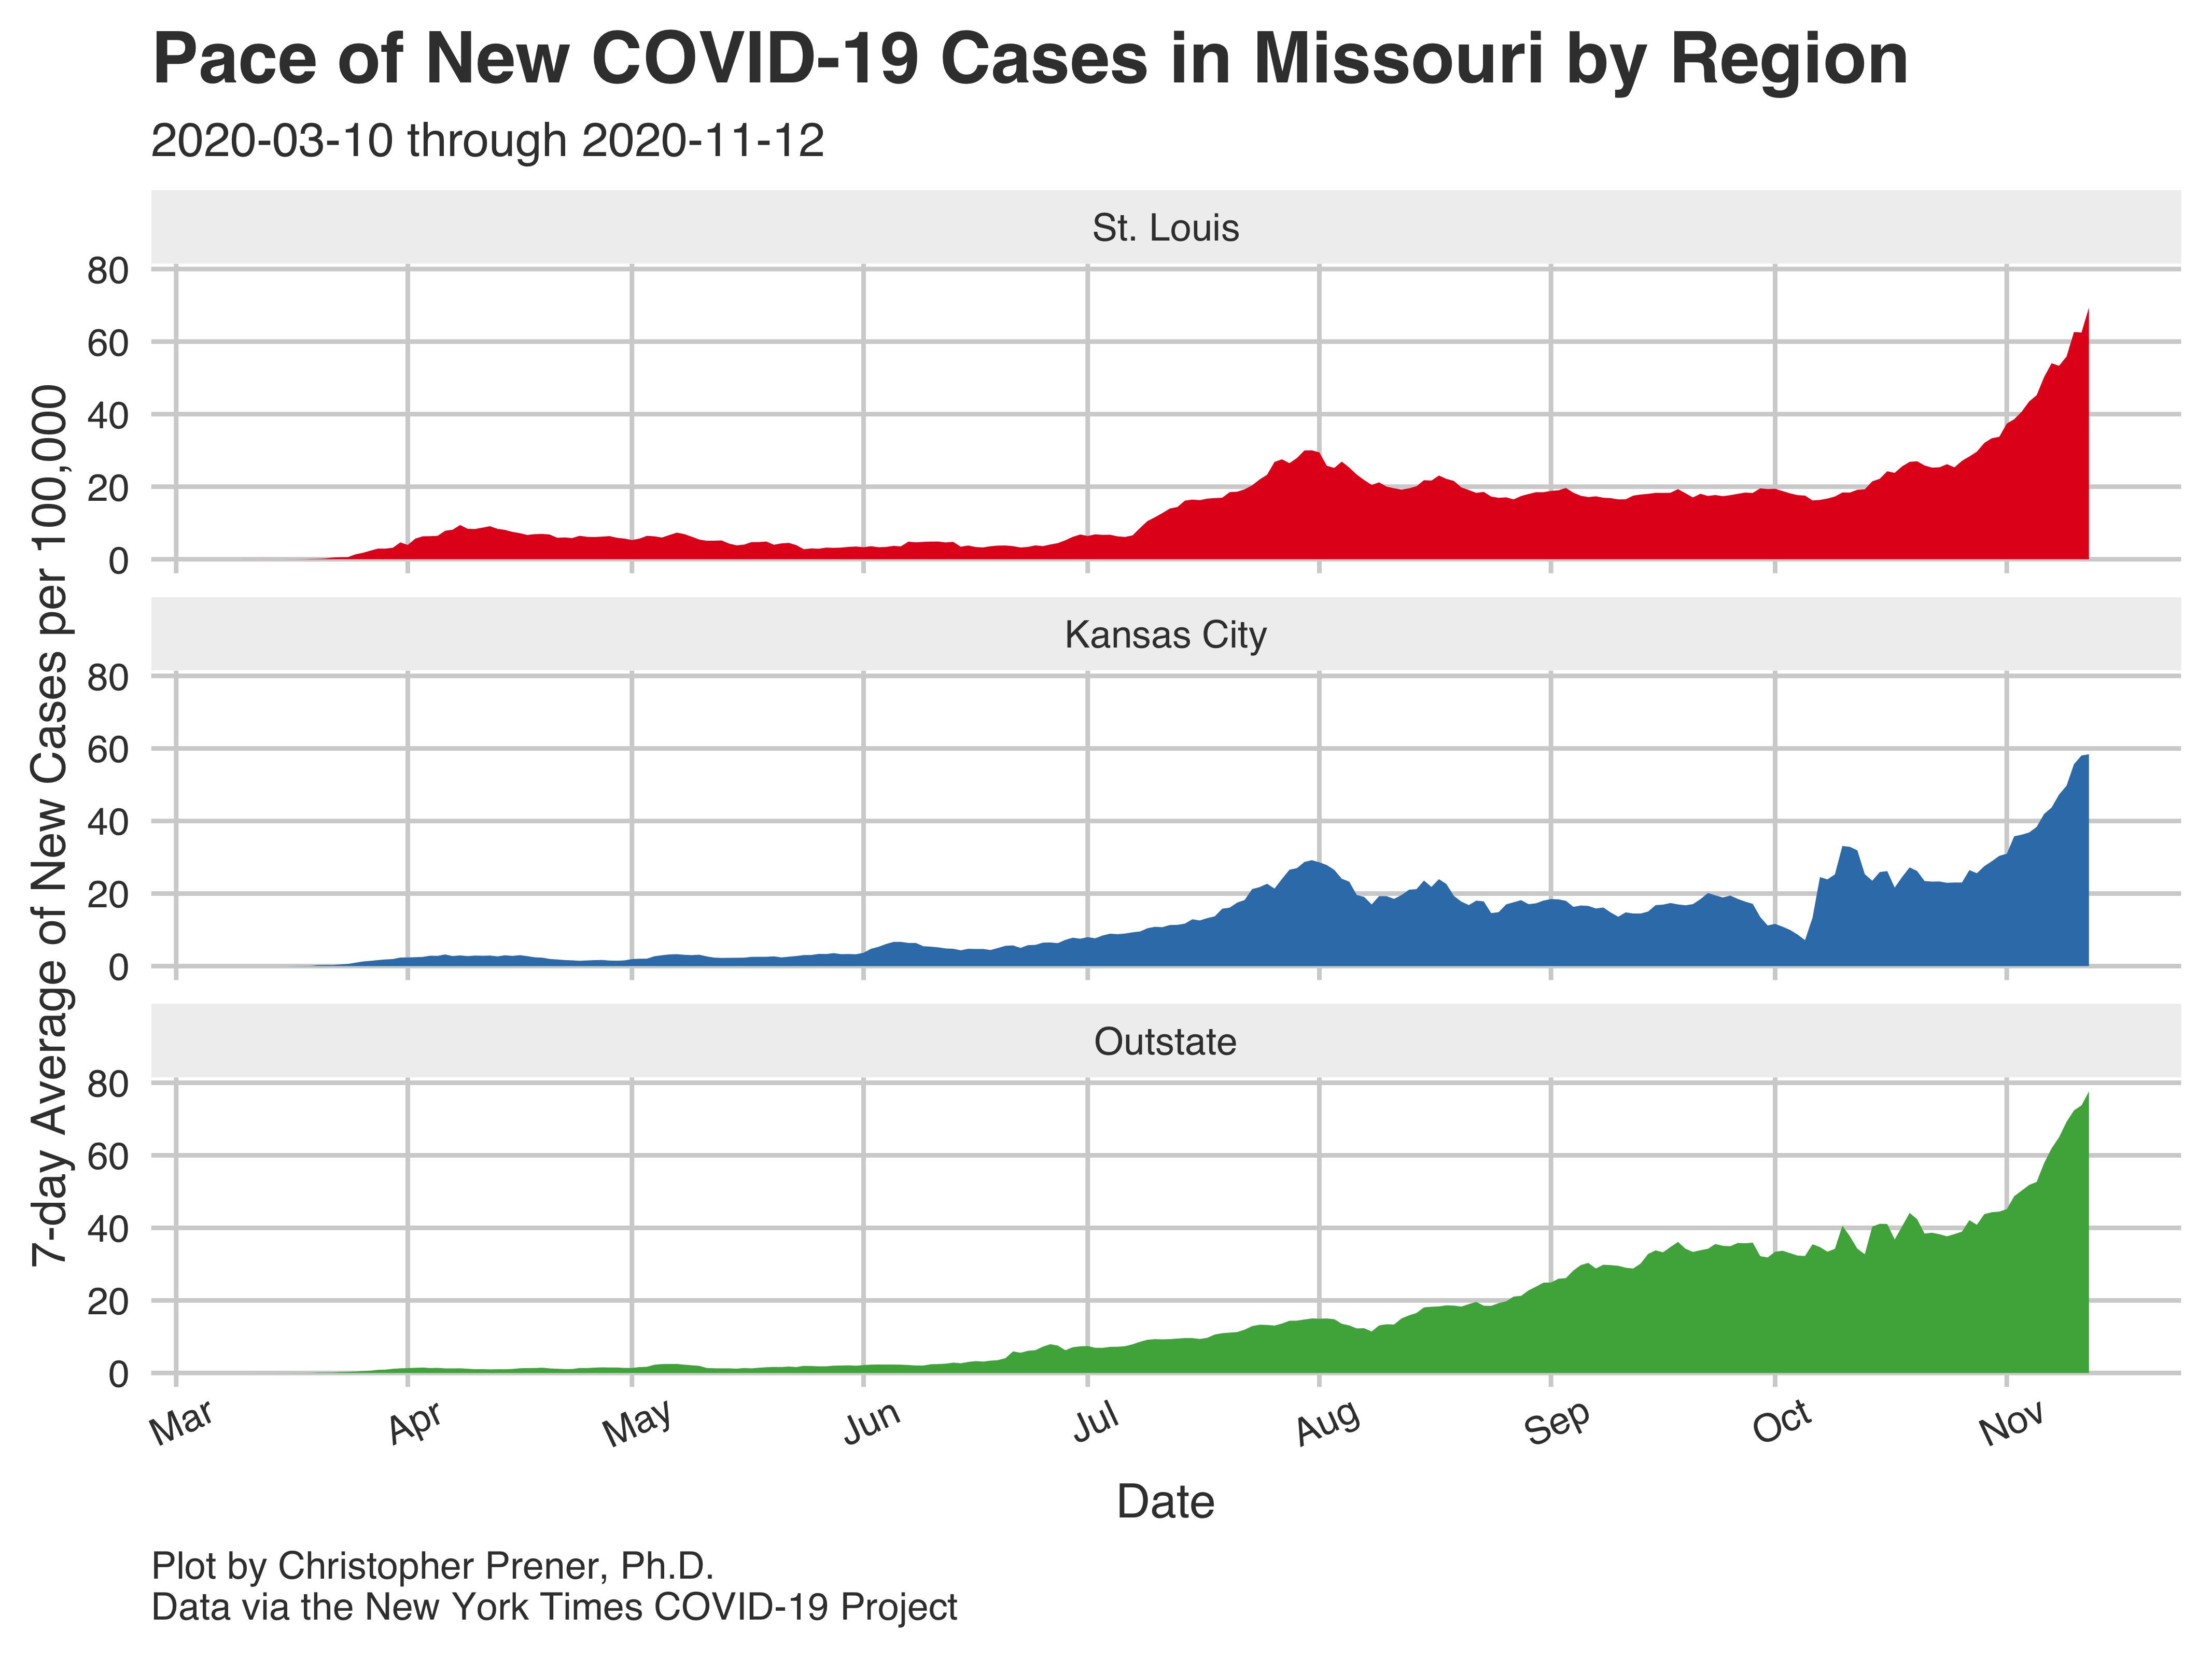 Pace of New COVID-19 Cases in Missouri by Region
2020-03-10 through 2020-11-12
7-day Average of New Cases per 100,000
St. Louis
80
60
40
20
0
Kansas City
80
60
40
20
0
Outstate
80
60
40
20
0
Mar Apr May Jun Jul Aug Sep Oct Nov
Date
Plot by Christopher Prener, Ph.D.
Data via the New York Times COVID-19 Project